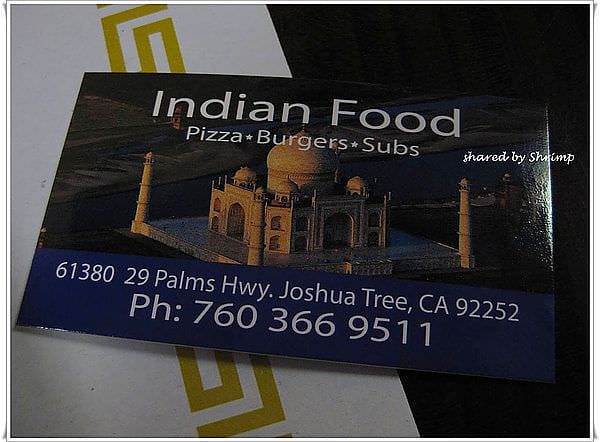 Indian Food
Pizza★Burgers★Subs
shared by Shrimp
61380 29 Palms Hwy. Joshua Tree, CA 92252
Ph: 760 366 9511